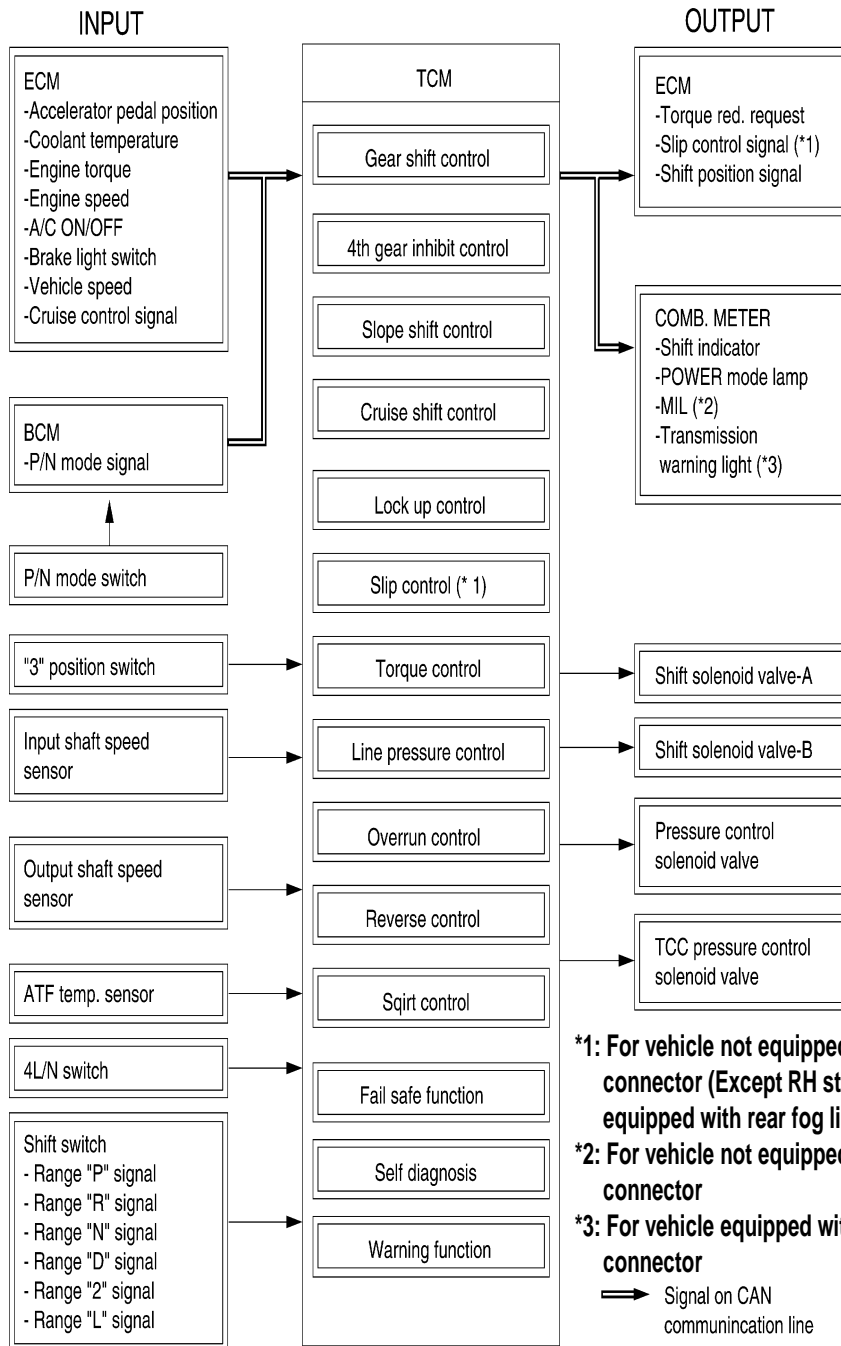 INPUT
ECM
-Accelerator pedal position
-Coolant temperature
-Engine torque
-Engine speed
-A/C ON/OFF
-Brake light switch
-Vehicle speed
-Cruise control signal
BCM
-P/N mode signal
P/N mode switch
"3" position switch
Input shaft speed
sensor
Output shaft speed
sensor
ATF temp. sensor
4L/N switch
Shift switch
- Range "P" signal
- Range "R" signal
- Range "N" signal
- Range "D" signal
- Range "2" signal
- Range "L" signal
TCM
Gear shift control
4th gear inhibit control
Slope shift control
Cruise shift control
Lock up control
Slip control (* 1)
Torque control
Line pressure control
Overrun control
Reverse control
Sqirt control
Fail safe function
Self diagnosis
Warning function
OUTPUT
ECM
-Torque red. request
-Slip control signal (*1)
-Shift position signal
COMB. METER
-Shift indicator
-POWER mode lamp
-MIL (*2)
-Transmission
warning light (*3)
Shift solenoid valve-A
Shift solenoid valve-B
Pressure control
solenoid valve
TCC pressure control
solenoid valve
*1: For vehicle not equipped
connector (Except RH
equipped with rear fog
*2: For vehicle not equipped
connector
*3: For vehicle equipped
connector
Signal on CAN
communincation line